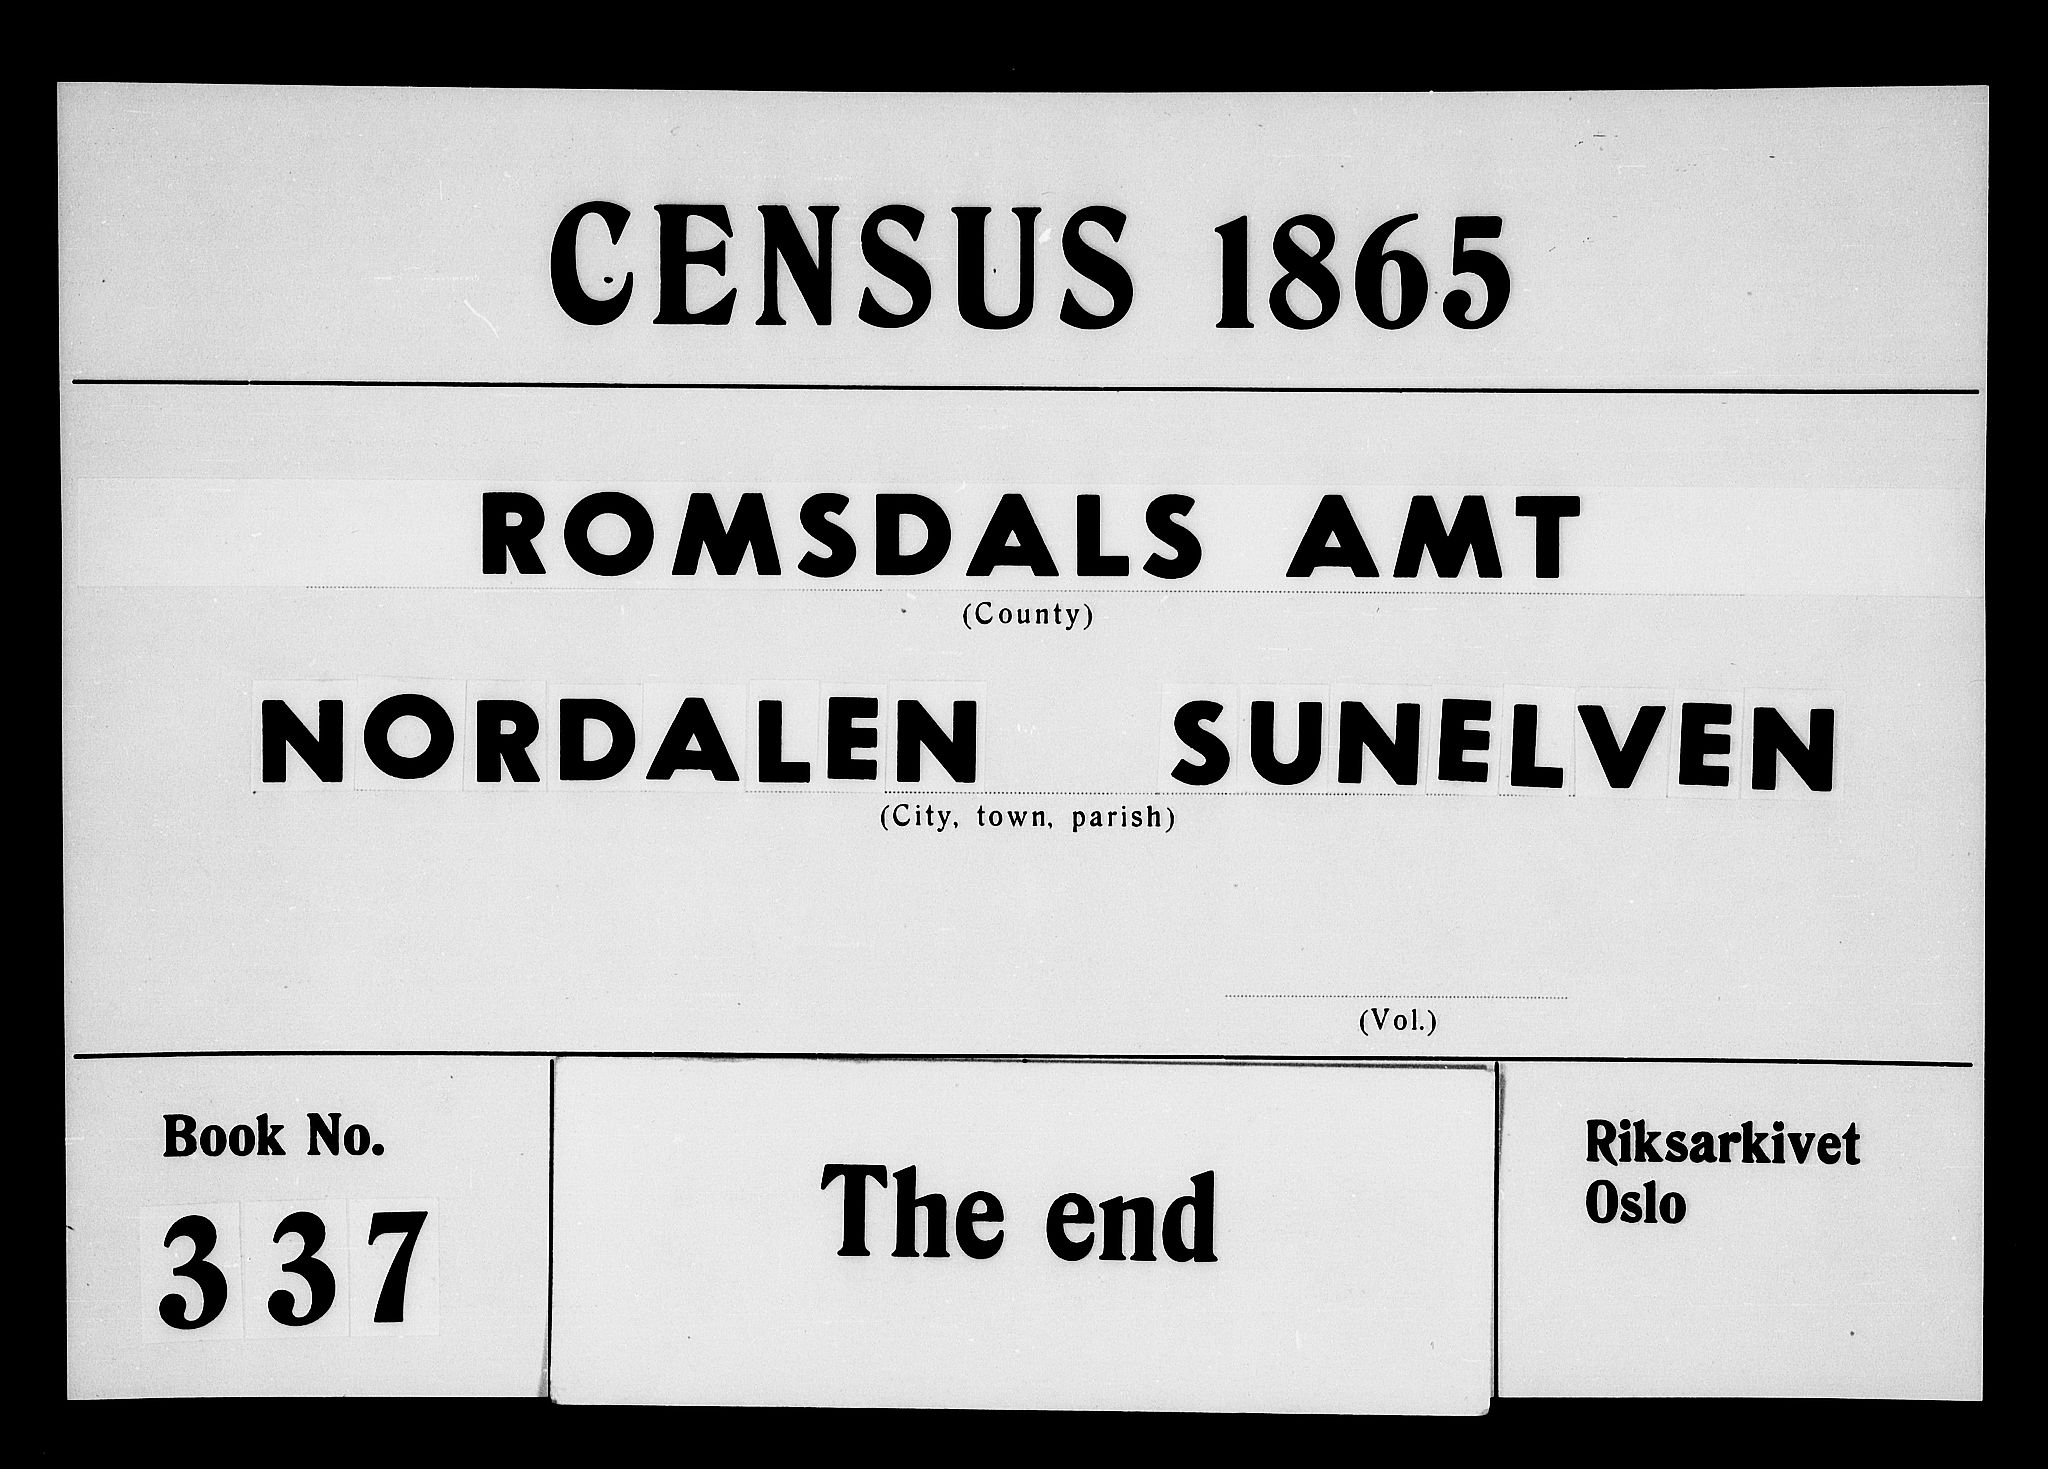 CENSUS 1865
ROMSDALS AMT
(County)
NORDALEN SUNELVEN
(City, town, parish)
(Vol.)
Book No.
337
The end
Riksarkivet
Oslo